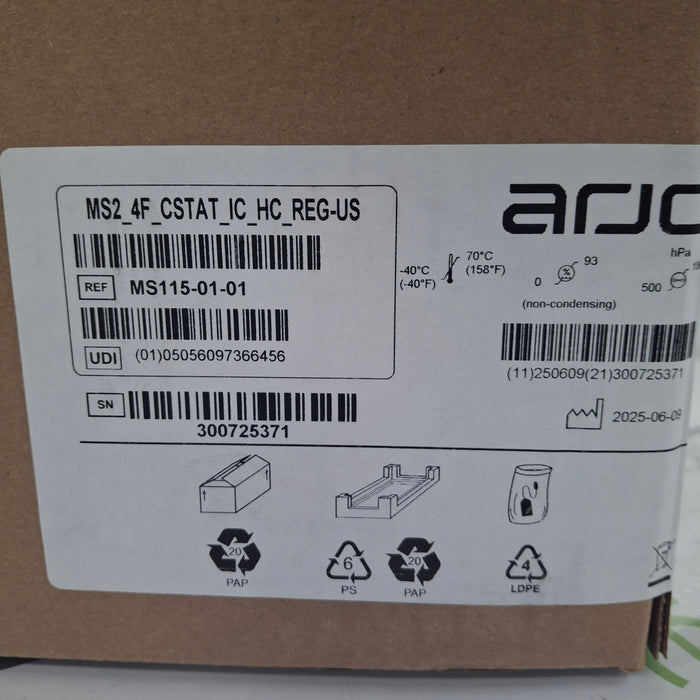 MS2_4F_CSTAT_IC_HC_REG-US
REF MS115-01-01
UDI (01)05056097366456
SN
300725371
arjo
-40°C
(-40°F)
70°C
(158°F)
0 % 93
(non-condensing)
hPa
500
(11)250609(21)300725371
2025-06-09
20
PAP
6
PS
20
PAP
4
LDPE